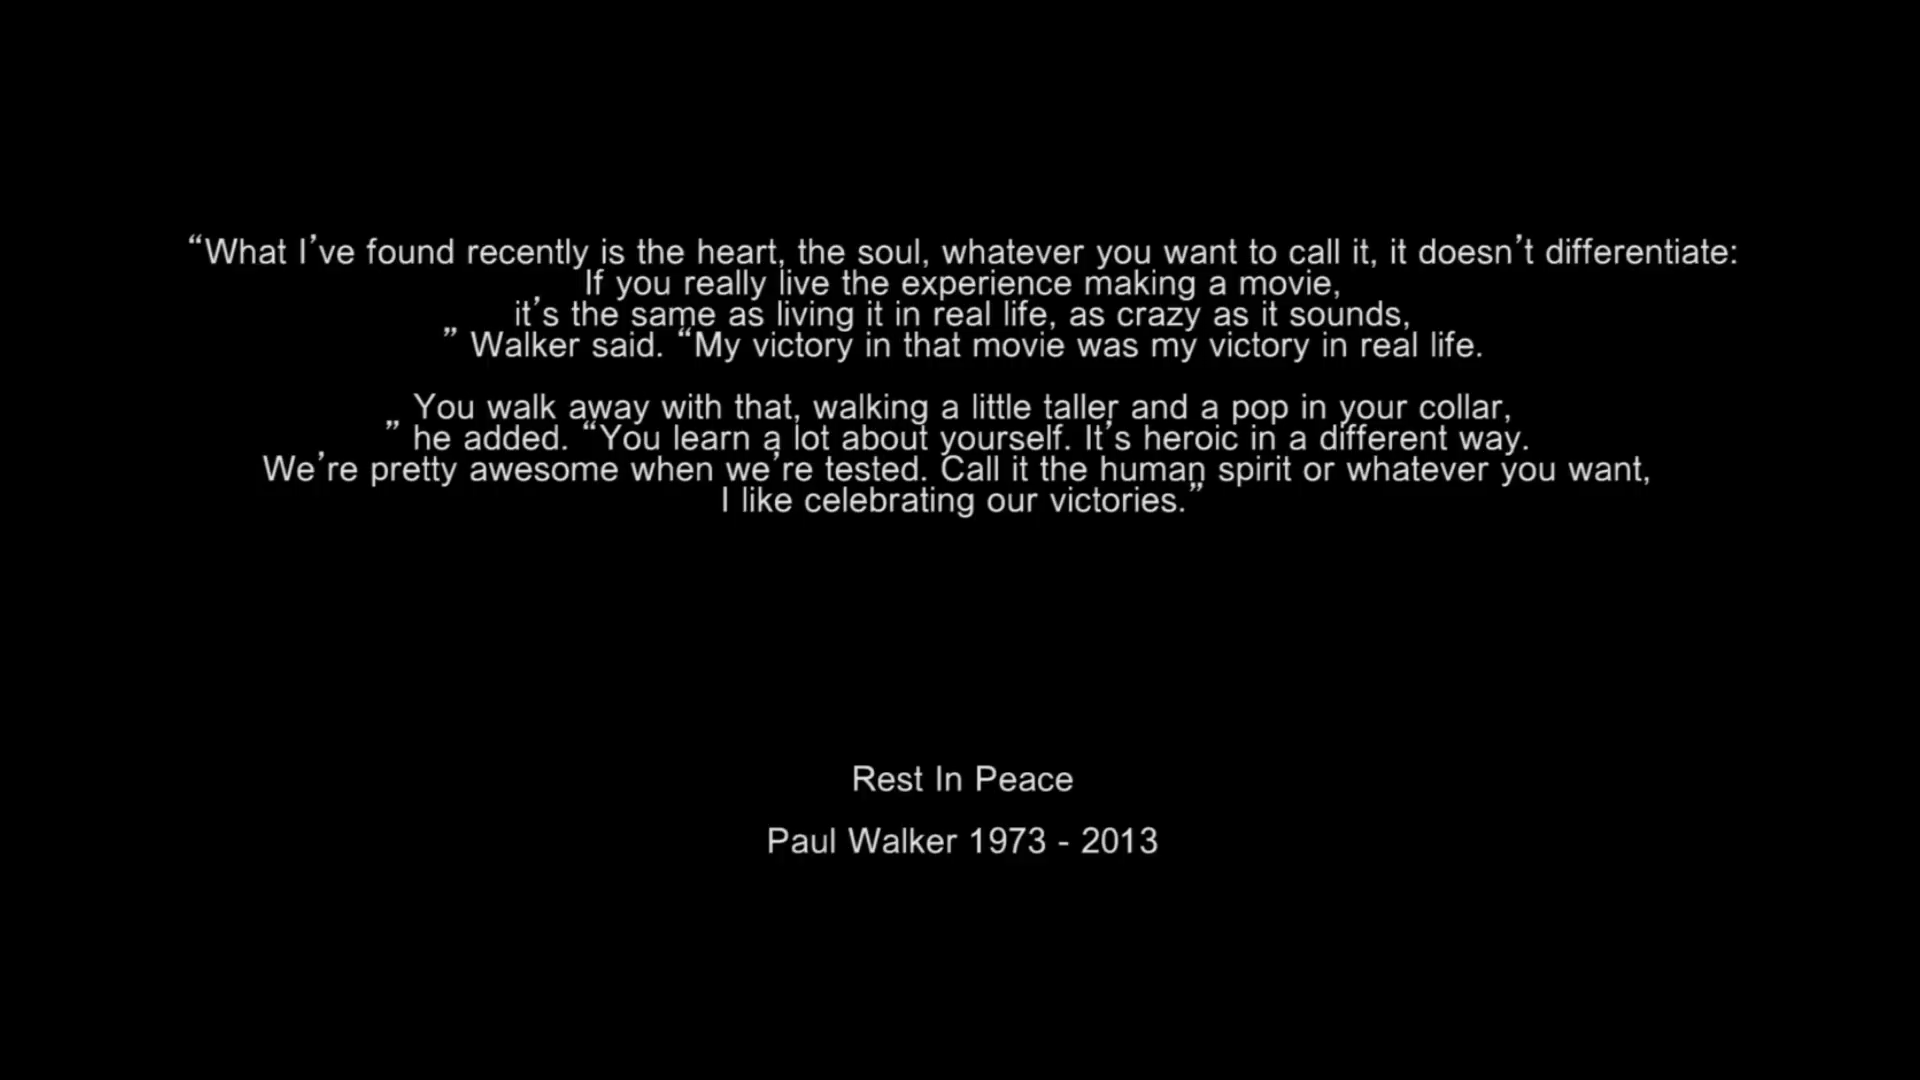 “What I’ve found recently is the heart, the soul, whatever you want to call it, it doesn’t differentiate:
If you really live the experience making a movie,
it’s the same as living it in real life, as crazy as it sounds,
” Walker said. “My victory in that movie was my victory in real life.
You walk away with that, walking a little taller and a pop in your collar,
” he added. “You learn a lot about yourself. It’s heroic in a different way.
We’re pretty awesome when we’re tested. Call it the human spirit or whatever you want,
I like celebrating our victories.”
Rest In Peace
Paul Walker 1973 - 2013